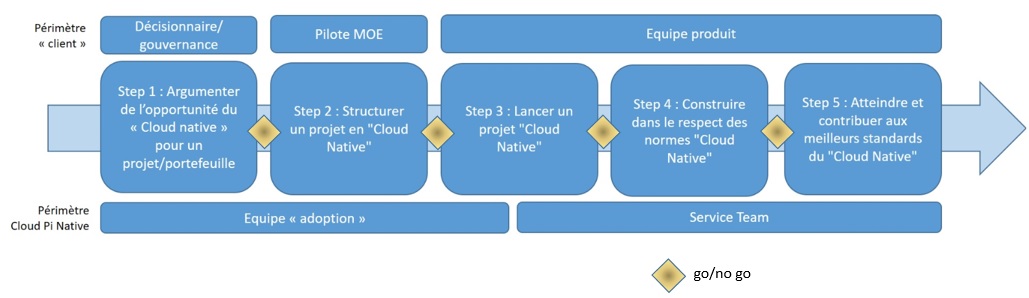 Périmètre
« client »
Décisionnaire/
gouvernance
Pilote MOE
Equipe produit
Step 1 : Argumenter
de l’opportunité du
« Cloud native »
pour un
projet/portefeuille
Step 2 : Structurer
un projet en "Cloud
Native"
Step 3 : Lancer un
projet "Cloud
Native"
Step 4 : Construire
dans le respect des
normes "Cloud
Native"
Step 5 : Atteindre et
contribuer aux
meilleurs standards
du "Cloud Native"
Périmètre
Cloud Pi Native
Equipe « adoption »
Service Team
go/no go